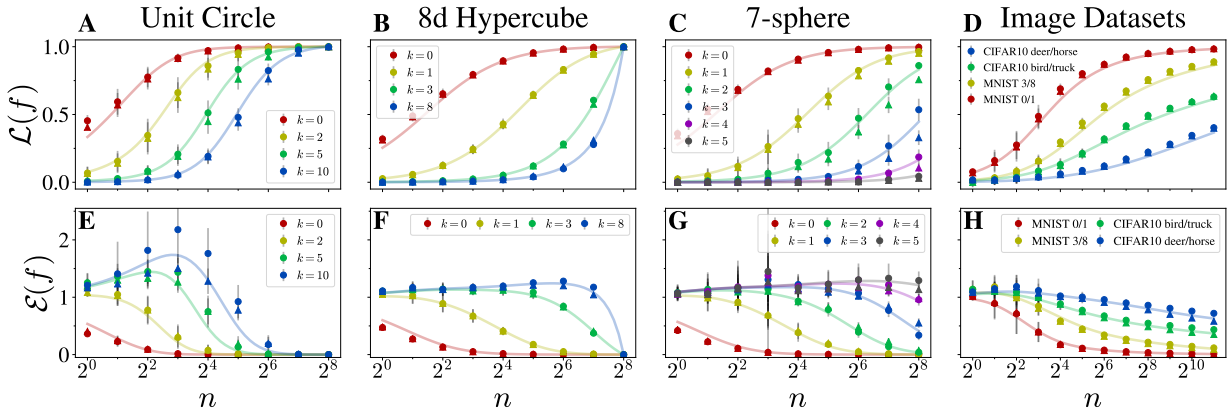 Unit Circle
8d Hypercube
7-sphere
Image Datasets
A
1.0
0.5
0.0
ℒ(f)
k = 0
k = 2
k = 5
k = 10
B
k = 0
k = 1
k = 3
k = 8
C
k = 0
k = 1
k = 2
k = 3
k = 4
k = 5
D
CIFAR10 deer/horse
CIFAR10 bird/truck
MNIST 3/8
MNIST 0/1
E
2
1
0
ℰ(f)
k = 0
k = 2
k = 5
k = 10
2^0 2^2 2^4 2^6 2^8
n
F
k = 0 k = 1 k = 3 k = 8
2^0 2^2 2^4 2^6 2^8
n
G
k = 0 k = 2 k = 4
k = 1 k = 3 k = 5
2^0 2^2 2^4 2^6 2^8
n
H
MNIST 0/1 CIFAR10 bird/truck
MNIST 3/8 CIFAR10 deer/horse
2^0 2^2 2^4 2^6 2^8 2^10
n